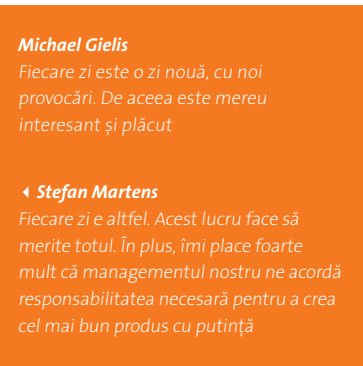 Michael Gielis
Fiecare zi este o zi nouă, cu noi
provocări. De aceea este mereu
interesant și plăcut
Stefan Martens
Fiecare zi e altfel. Acest lucru face să
merite totul. În plus, îmi place foarte
mult că managementul nostru ne acordă
responsabilitatea necesară pentru a crea
cel mai bun produs cu putință